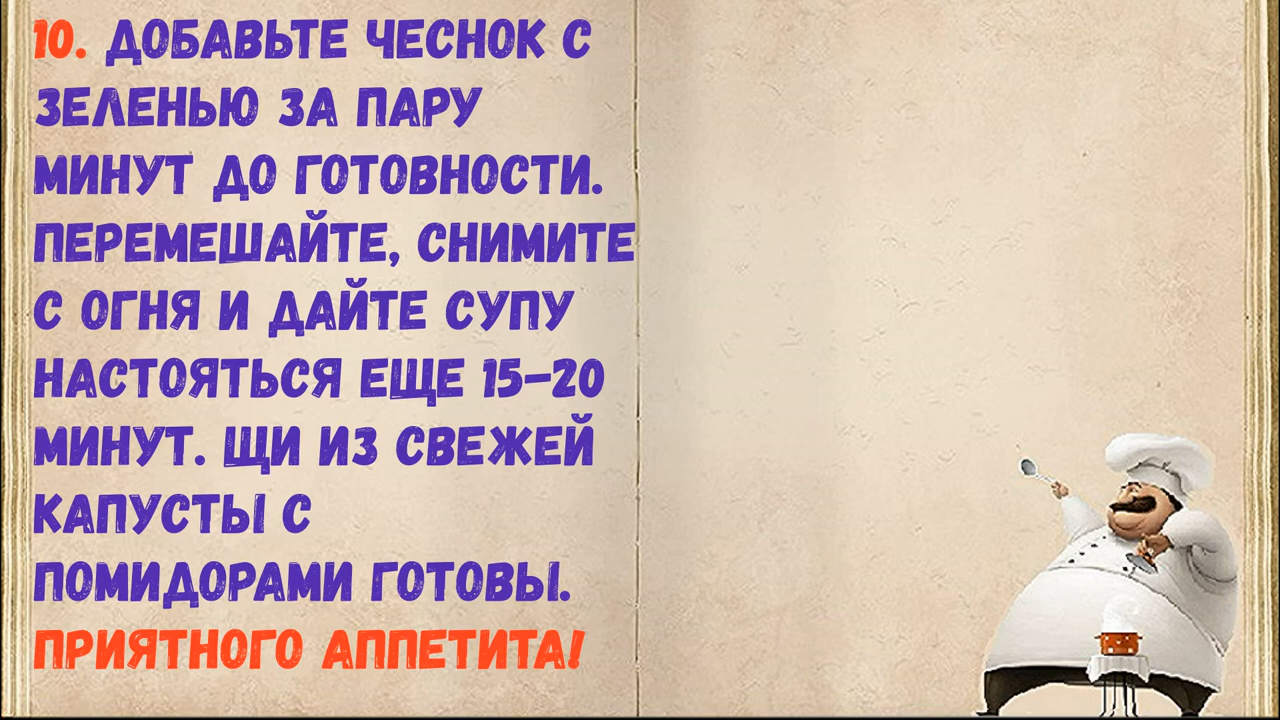 10. ДОБАВЬТЕ ЧЕСНОК С
ЗЕЛЕНЬЮ ЗА ПАРУ
МИНУТ ДО ГОТОВНОСТИ.
ПЕРЕМЕШАЙТЕ, СНИМИТЕ
С ОГНЯ И ДАЙТЕ СУПУ
НАСТОЯТЬСЯ ЕЩЕ 15-20
МИНУТ. ЩИ ИЗ СВЕЖЕЙ
КАПУСТЫ С
ПОМИДОРАМИ ГОТОВЫ.
ПРИЯТНОГО АППЕТИТА!